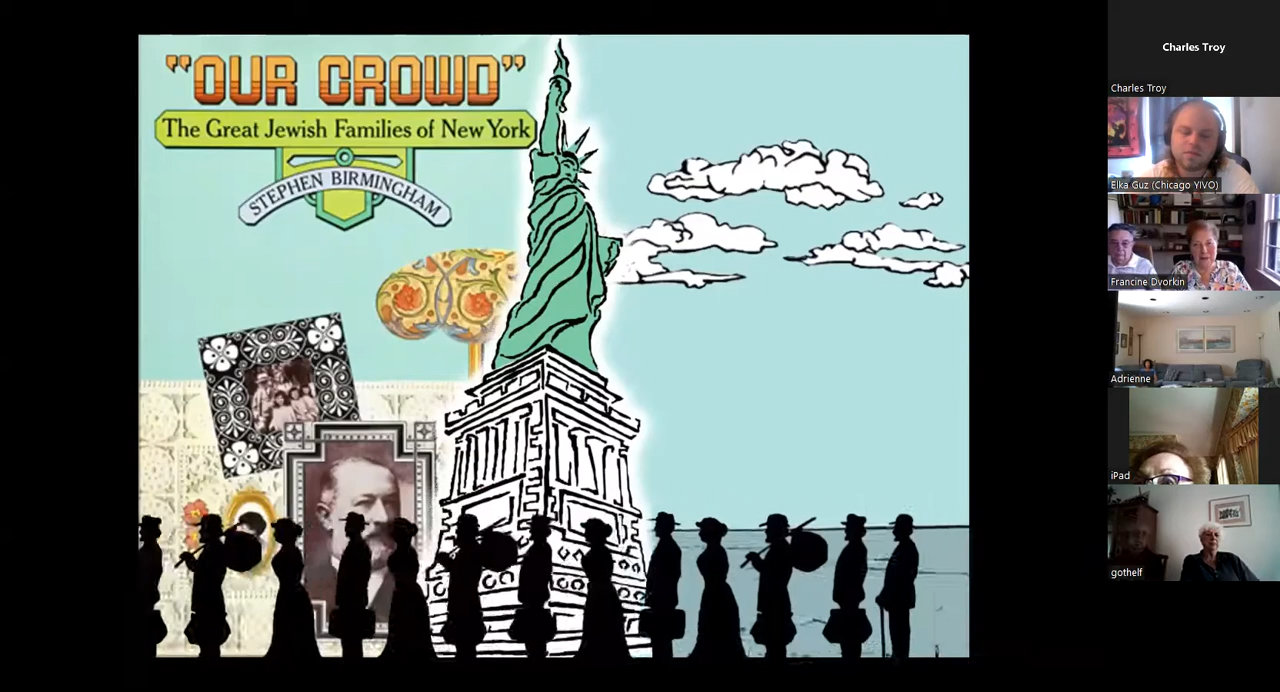 "OUR CROWD"
The Great Jewish Families of New York
STEPHEN BIRMINGHAM
Charles Troy
Charles Troy
Elka Guz (Chicago YIVO)
Francine Dvorkin
Adrienne
iPad
gothelf